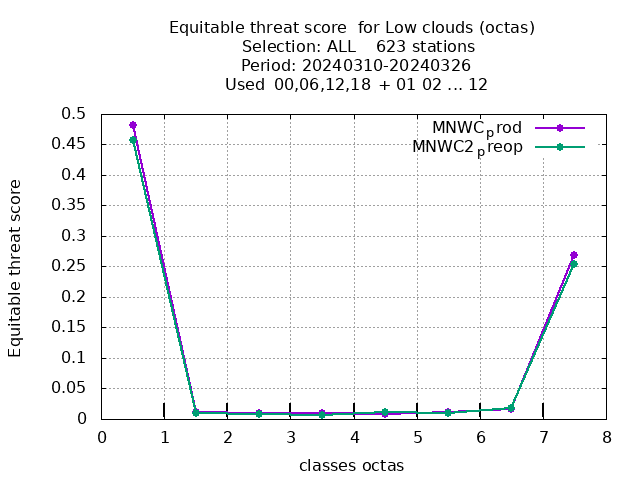 Equitable threat score for Low clouds (octas)
Selection: ALL 623 stations
Period: 20240310-20240326
Used 00,06,12,18 + 01 02 ... 12
MNWCprod
MNWC2preop
0.5
0.45
0.4
0.35
0.3
0.25
0.2
0.15
0.1
0.05
0
Equitable threat score
0 1 2 3 4 5 6 7 8
classes octas